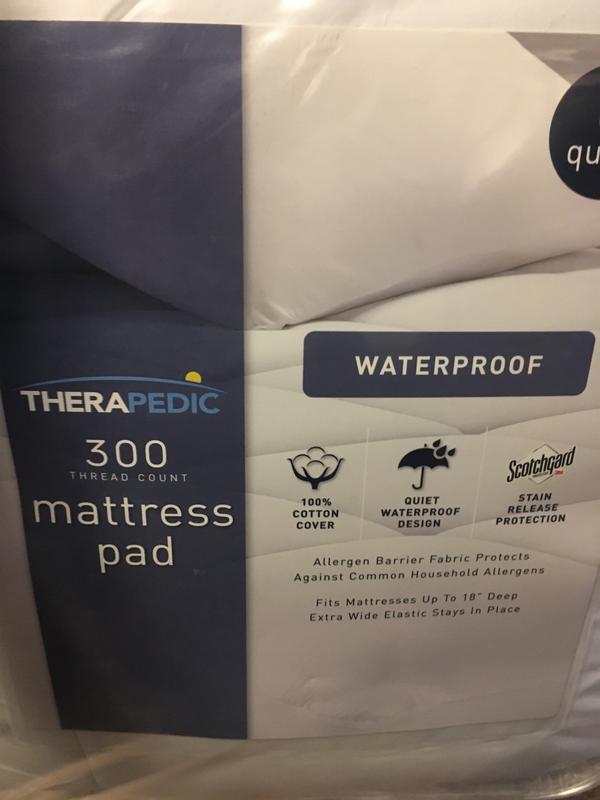 WATERPROOF
THERAPEDIC
300
THREAD COUNT
mattress
pad
100%
COTTON
COVER
QUIET
WATERPROOF
DESIGN
Scotchgard
STAIN
RELEASE
PROTECTION
Allergen Barrier Fabric Protects
Against Common Household Allergens
Fits Mattresses Up To 18" Deep
Extra Wide Elastic Stays In Place